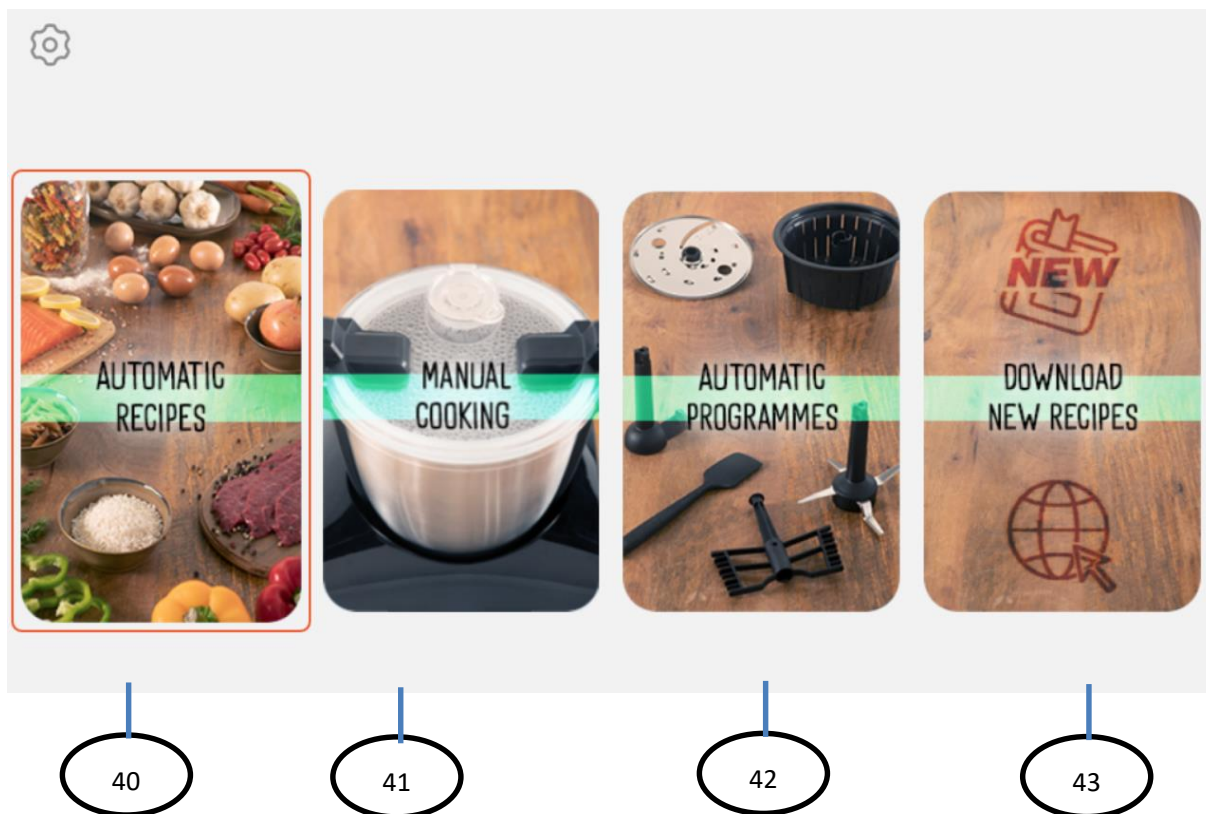 AUTOMATIC
RECIPES
MANUAL
COOKING
AUTOMATIC
PROGRAMMES
NEW
DOWNLOAD
NEW RECIPES
40
41
42
43